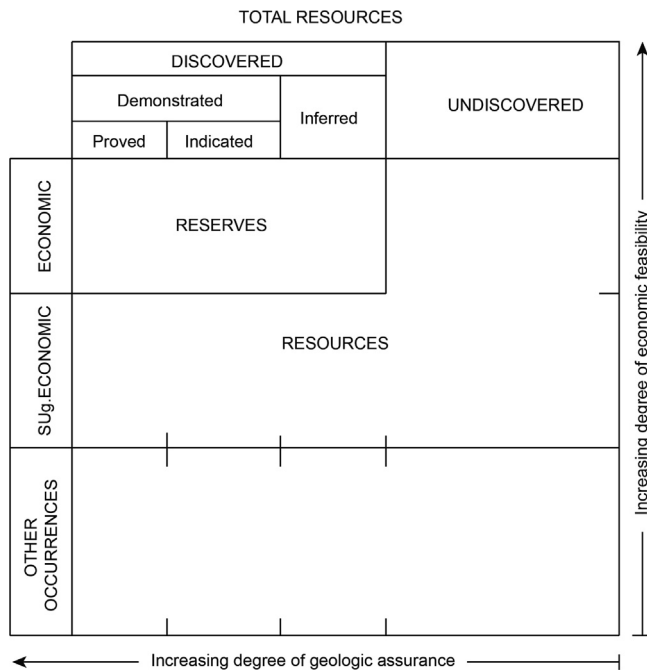 TOTAL RESOURCES
DISCOVERED
UNDISCOVERED
Demonstrated
Inferred
Proved
Indicated
ECONOMIC
RESERVES
SUg.ECONOMIC
RESOURCES
OTHER
OCCURRENCES
Increasing degree of economic feasibility
Increasing degree of geologic assurance